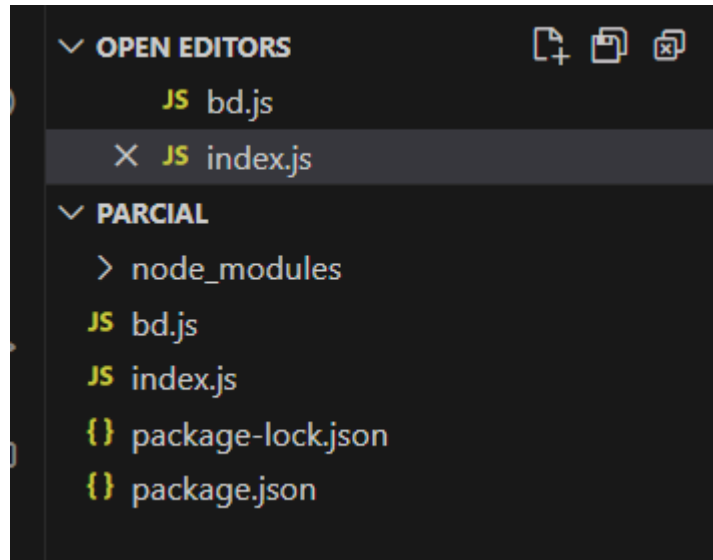 OPEN EDITORS
JS bd.js
JS index.js
PARCIAL
node_modules
JS bd.js
JS index.js
{} package-lock.json
{} package.json